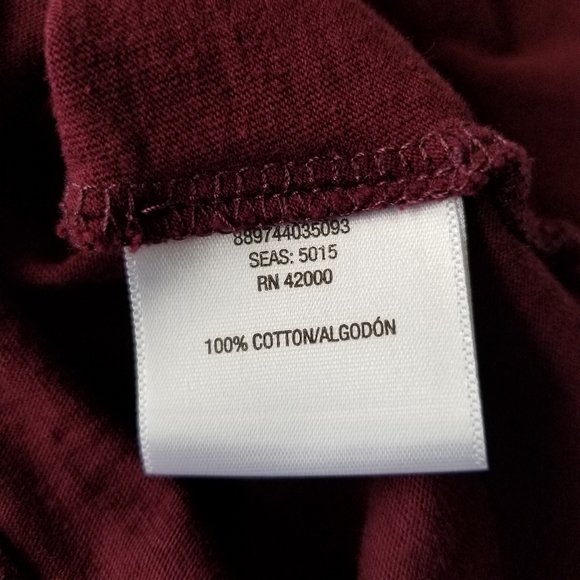 889744035093
SEAS: 5015
RN 42000
100% COTTON/ALGODÓN